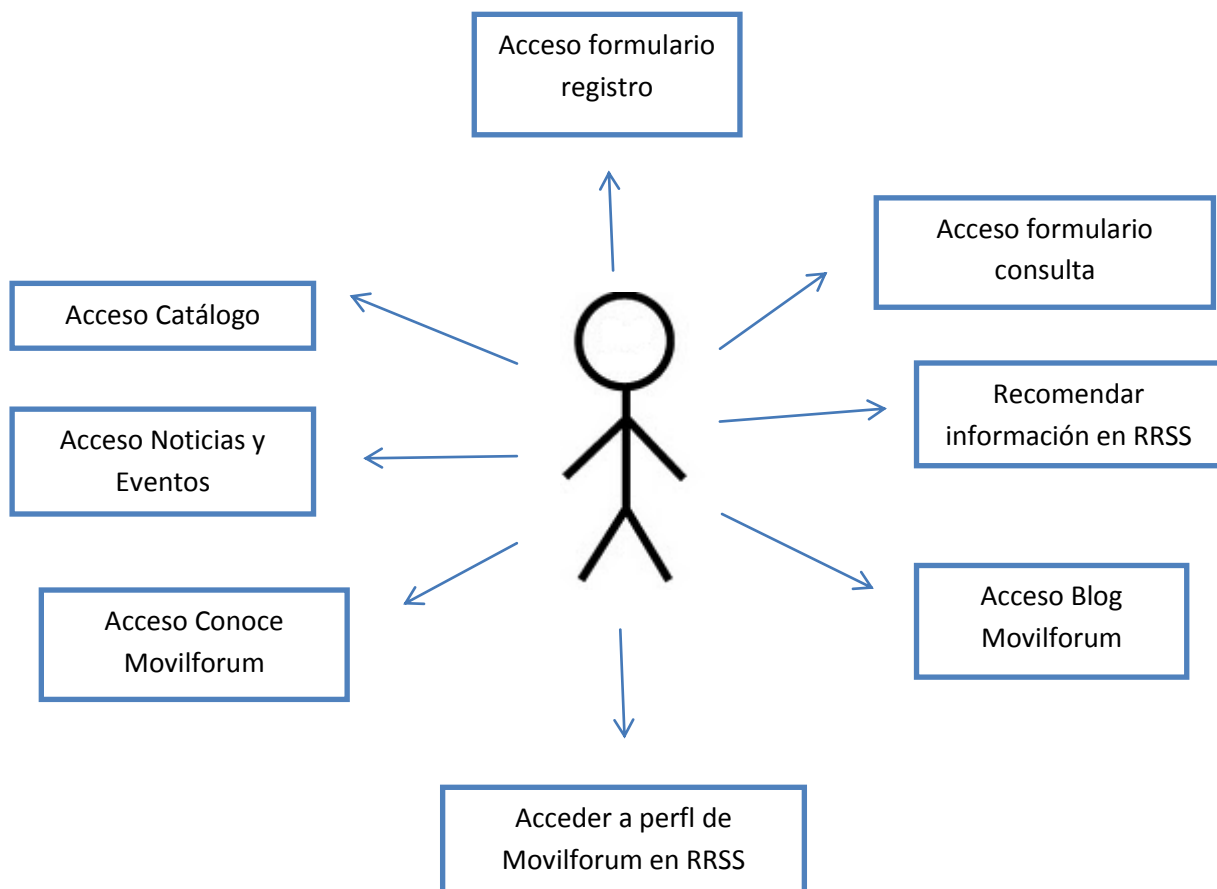 Acceso formulario
registro
Acceso formulario
consulta
Acceso Catálogo
Recomendar
información en RRSS
Acceso Noticias y
Eventos
Acceso Blog
Movilforum
Acceso Conoce
Movilforum
Acceder a perfl de
Movilforum en RRSS